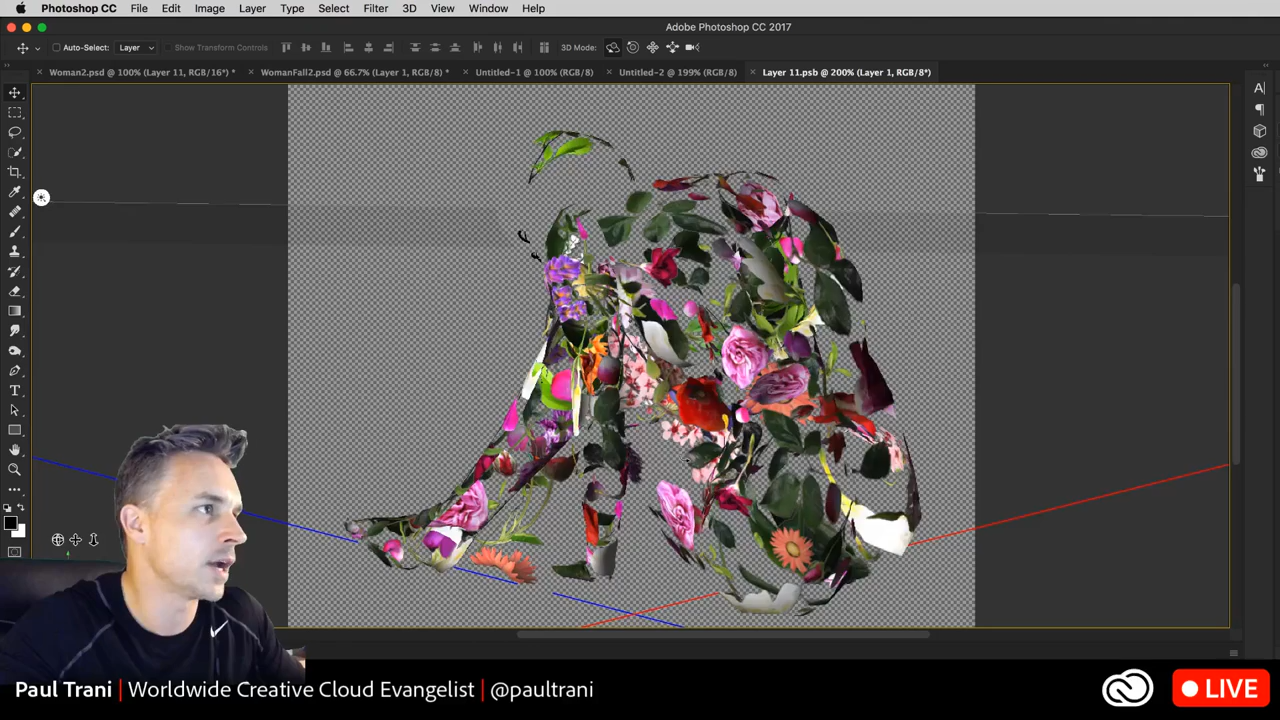 Photoshop CC File Edit Image Layer Type Select Filter 3D View Window Help
Adobe Photoshop CC 2017
Auto-Select: Layer Show Transform Controls 3D Mode:
Woman2.psd @ 100% (Layer 11, RGB/16*) * WomanFall2.psd @ 66.7% (Layer 1, RGB/8) * Untitled-1 @ 100% (RGB/8) Untitled-2 @ 199% (RGB/8) Layer 11.psb @ 200% (Layer 1, RGB/8*)
Paul Trani | Worldwide Creative Cloud Evangelist | @paultrani LIVE